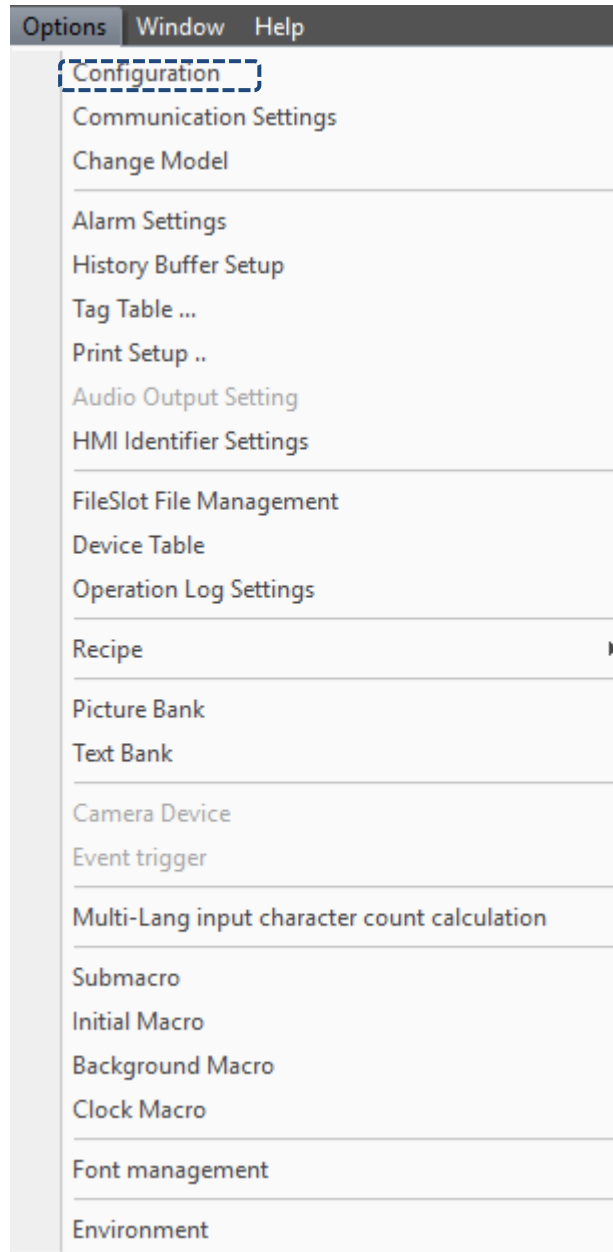 Options Window Help
Configuration
Communication Settings
Change Model
Alarm Settings
History Buffer Setup
Tag Table ...
Print Setup ..
Audio Output Setting
HMI Identifier Settings
FileSlot File Management
Device Table
Operation Log Settings
Recipe
Picture Bank
Text Bank
Camera Device
Event trigger
Multi-Lang input character count calculation
Submacro
Initial Macro
Background Macro
Clock Macro
Font management
Environment